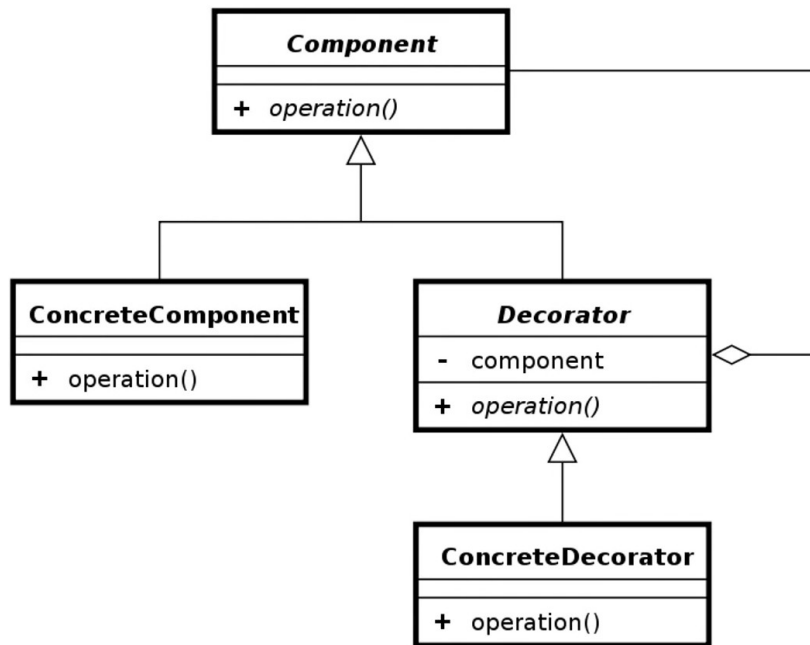 Component
+ operation()
ConcreteComponent
+ operation()
Decorator
- component
+ operation()
ConcreteDecorator
+ operation()